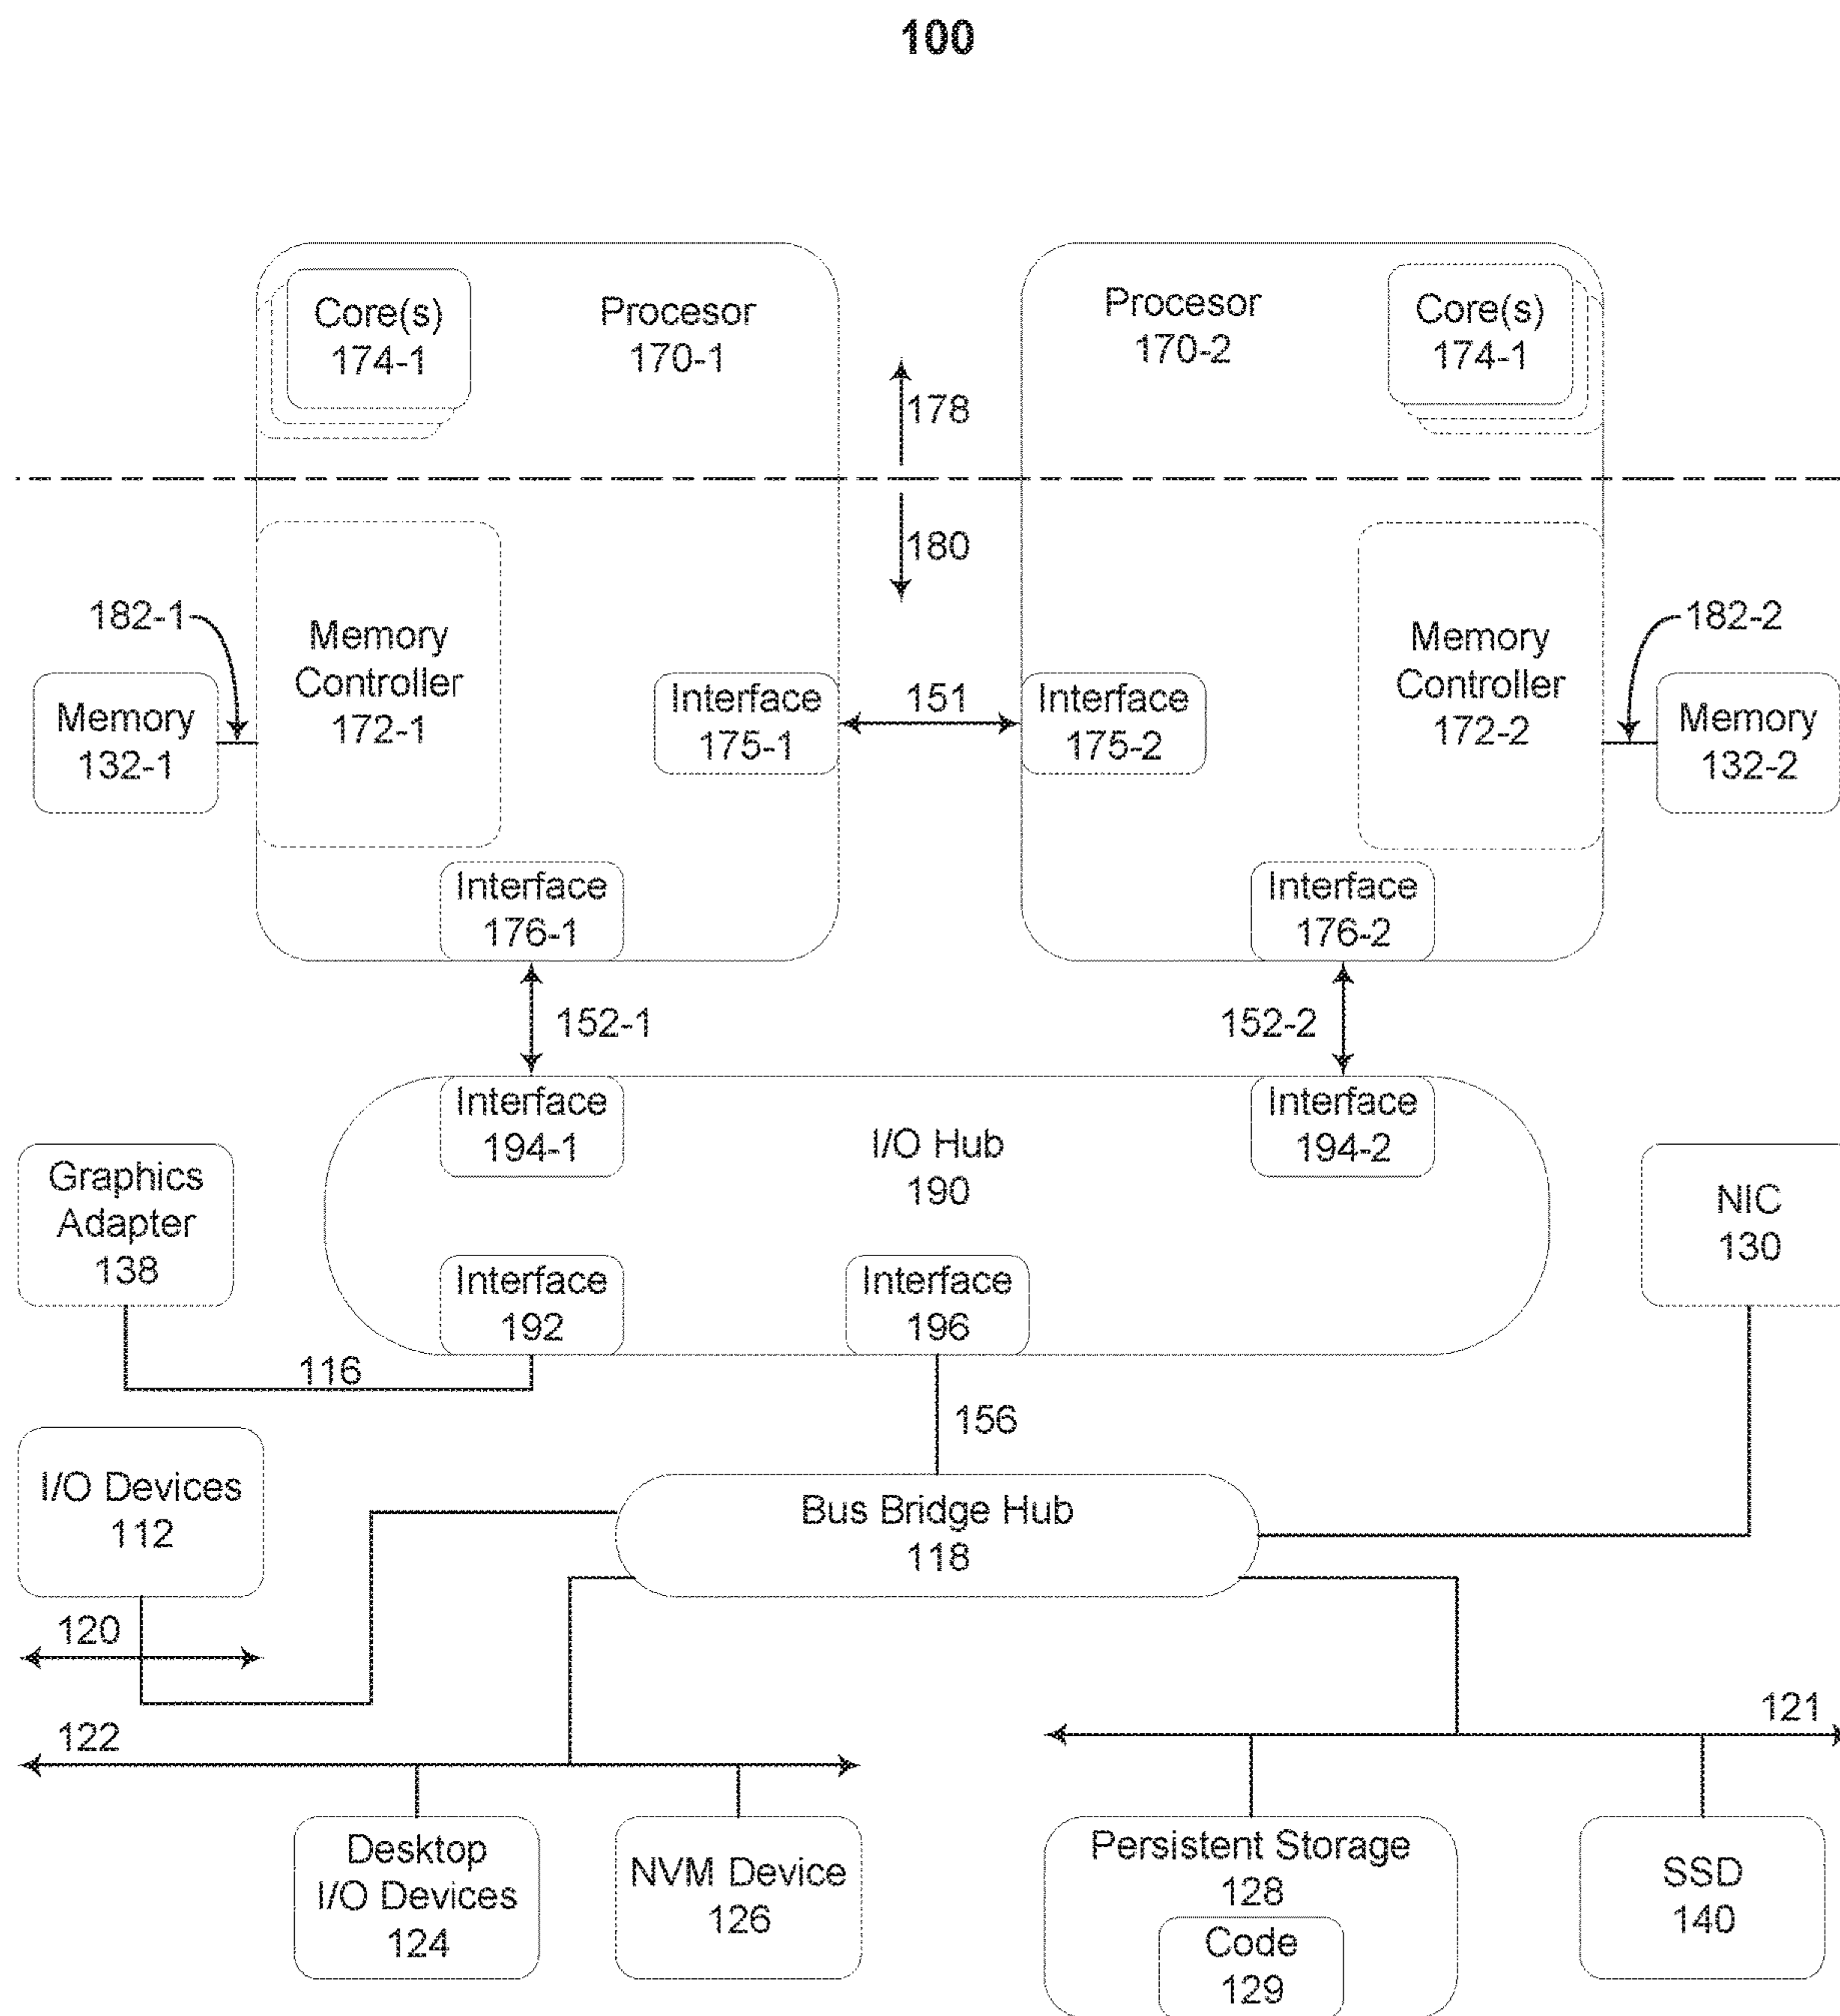 100
Core(s)
174-1
Procesor
170-1
Procesor
170-2
Core(s)
174-1
178
180
182-1
Memory
132-1
Memory
Controller
172-1
Interface
175-1
151
Interface
175-2
Memory
Controller
172-2
182-2
Memory
132-2
Interface
176-1
Interface
176-2
152-1
152-2
Interface
194-1
I/O Hub
190
Interface
194-2
Graphics
Adapter
138
NIC
130
Interface
192
Interface
196
116
156
I/O Devices
112
Bus Bridge Hub
118
120
122
121
Desktop
I/O Devices
124
NVM Device
126
Persistent Storage
128
Code
129
SSD
140